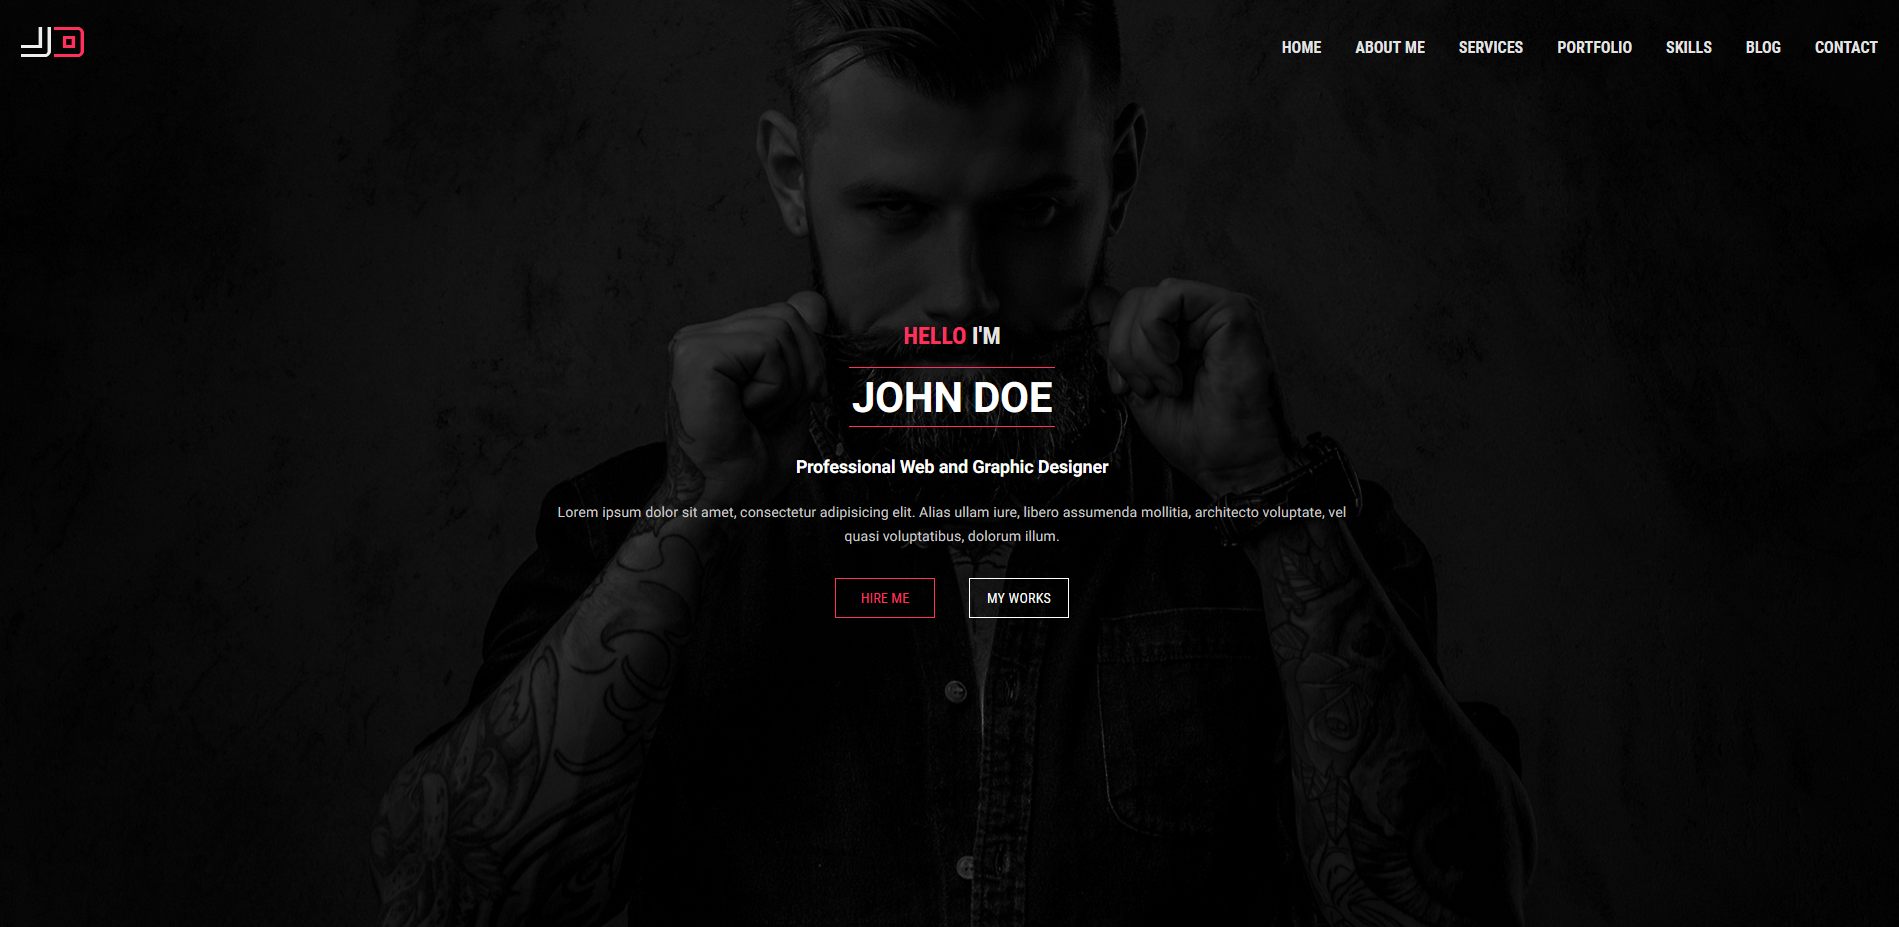 JD
HOME ABOUT ME SERVICES PORTFOLIO SKILLS BLOG CONTACT
HELLO I'M
JOHN DOE
Professional Web and Graphic Designer
Lorem ipsum dolor sit amet, consectetur adipisicing elit. Alias ullam iure, libero assumenda mollitia, architecto voluptate, vel
quasi voluptatibus, dolorum illum.
HIRE ME MY WORKS